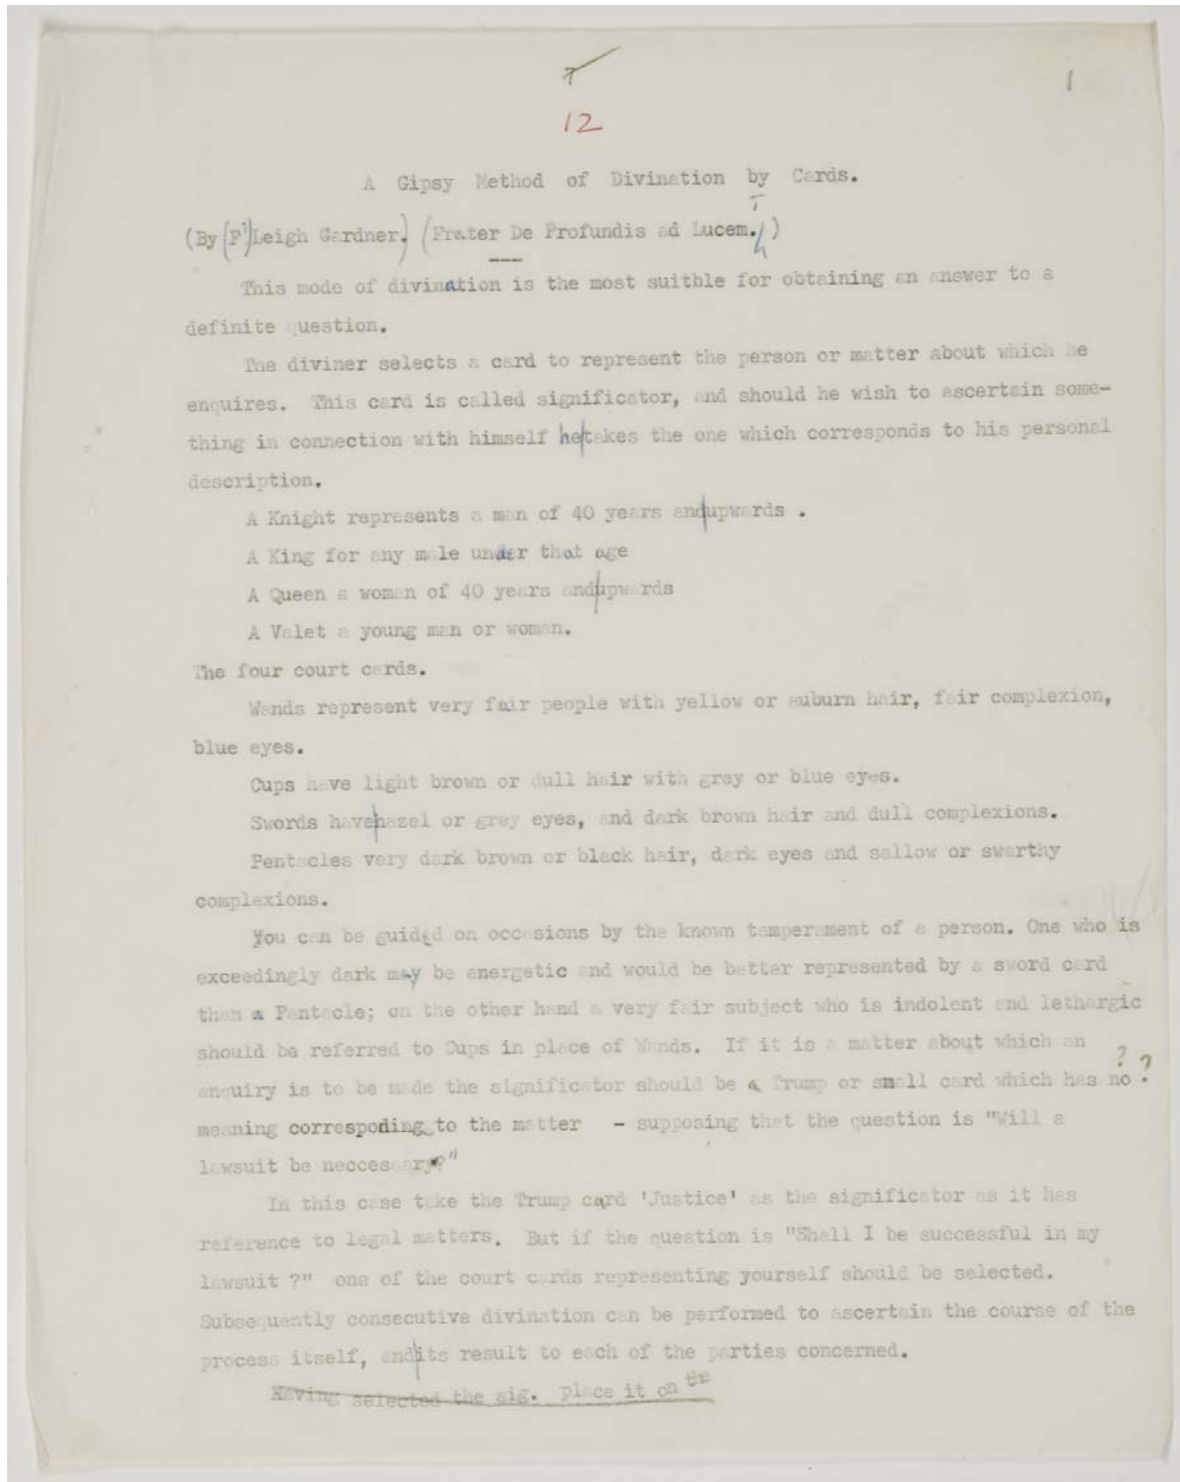 7
1
12
A Gipsy Method of Divination by Cards.
(By (F) Leigh Gardner.) (Frater De Profundis ad Lucem.)
This mode of divination is the most suitble for obtaining an answer to a
definite question.
The diviner selects a card to represent the person or matter about which he
enquires. This card is called significator, and should he wish to ascertain some-
thing in connection with himself he takes the one which corresponds to his personal
description.
A Knight represents a man of 40 years and upwards .
A King for any male under that age
A Queen a woman of 40 years and upwards
A Valet a young man or woman.
The four court cards.
Wands represent very fair people with yellow or auburn hair, fair complexion,
blue eyes.
Cups have light brown or dull hair with grey or blue eyes.
Swords have hazel or grey eyes, and dark brown hair and dull complexions.
Pentacles very dark brown or black hair, dark eyes and sallow or swarthy
complexions.
You can be guided on occasions by the known temperament of a person. One who is
exceedingly dark may be energetic and would be better represented by a sword card
than a Pentacle; on the other hand a very fair subject who is indolent and lethargic
should be referred to Cups in place of Wands. If it is a matter about which an
enquiry is to be made the significator should be a Trump or small card which has no ??
meaning corresponding to the matter - supposing that the question is "Will a
lawsuit be neccessary?"
In this case take the Trump card 'Justice' as the significator as it has
reference to legal matters. But if the question is "Shall I be successful in my
lawsuit ?" one of the court cards representing yourself should be selected.
Subsequently consecutive divination can be performed to ascertain the course of the
process itself, and its result to each of the parties concerned.
Having selected the sig. place it on the